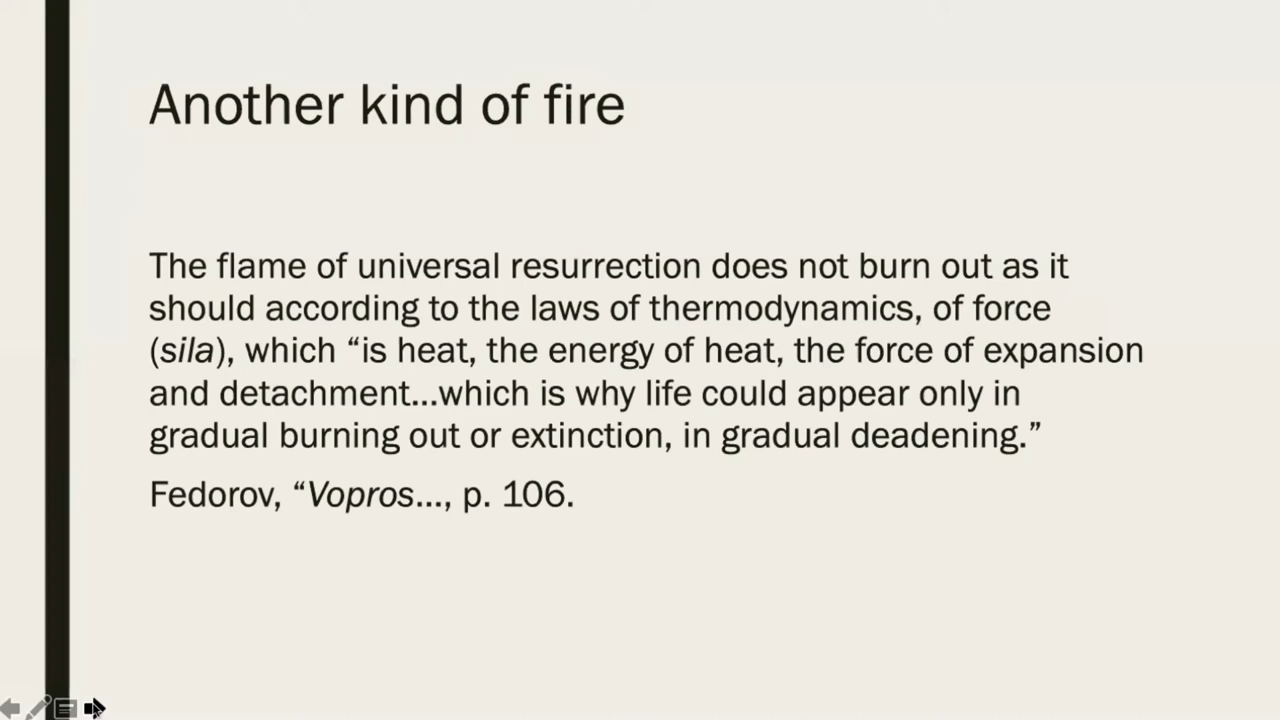 Another kind of fire
The flame of universal resurrection does not burn out as it
should according to the laws of thermodynamics, of force
(sila), which “is heat, the energy of heat, the force of expansion
and detachment...which is why life could appear only in
gradual burning out or extinction, in gradual deadening.”
Fedorov, “Vopros..., p. 106.